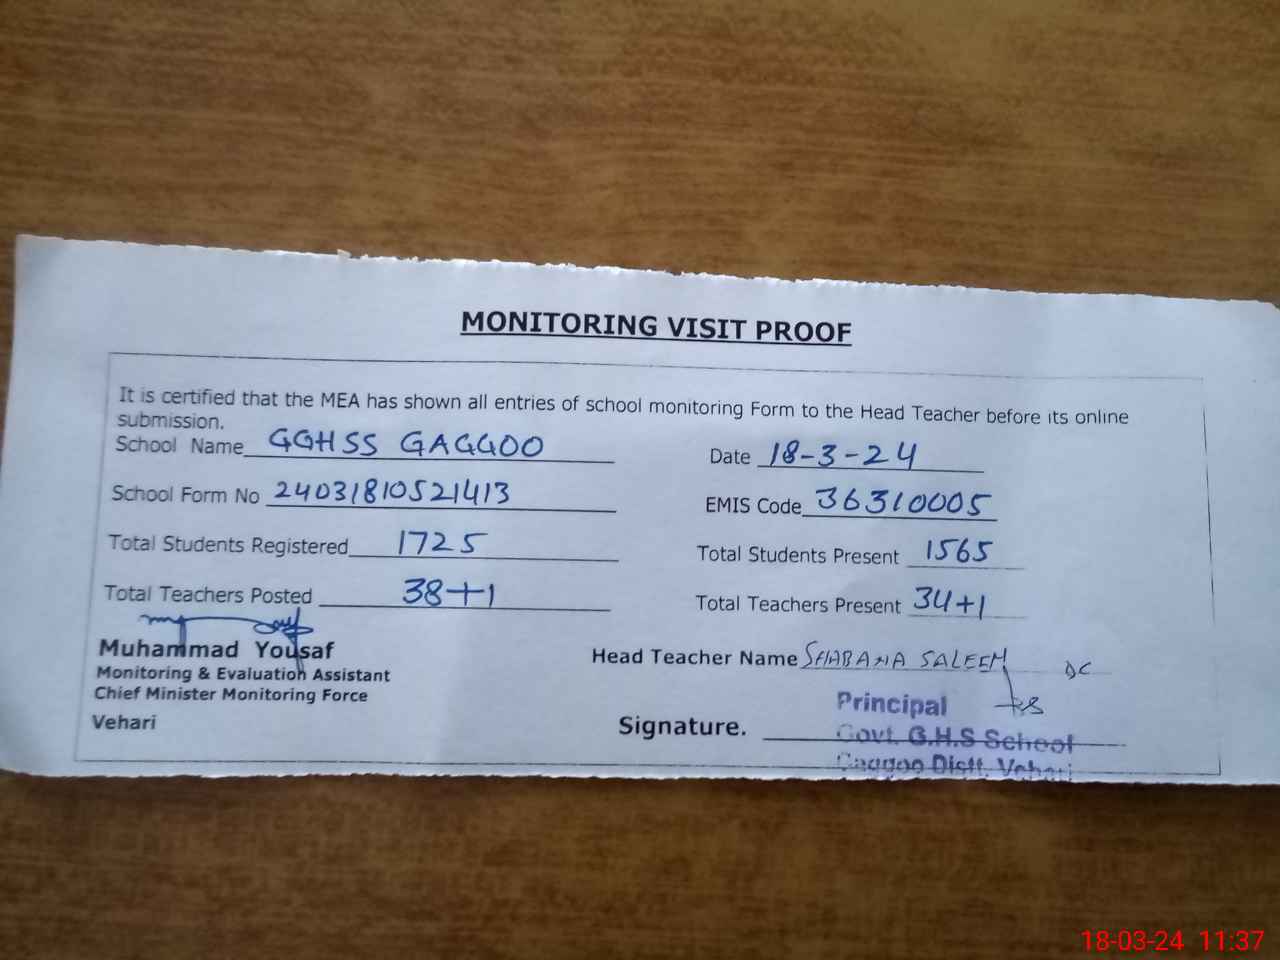 MONITORING VISIT PROOF
It is certified that the MEA has shown all entries of school monitoring Form to the Head Teacher before its online
submission.
School Name GGHSS GAGGOO
Date 18-3-24
School Form No 24031810521413
EMIS Code 36310005
Total Students Registered 1725
Total Students Present 1565
Total Teachers Posted 38+1
Total Teachers Present 34+1
Muhammad Yousaf
Monitoring & Evaluation Assistant
Chief Minister Monitoring Force
Vehari
Head Teacher Name SHABANA SALEEM
Signature.
Principal
Govt. G.H.S School
Gaggoo Distt. Vehari
18-03-24 11:37